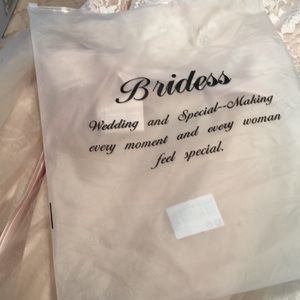 Bridess
Wedding and Special--Making
every moment and every woman
feel special.